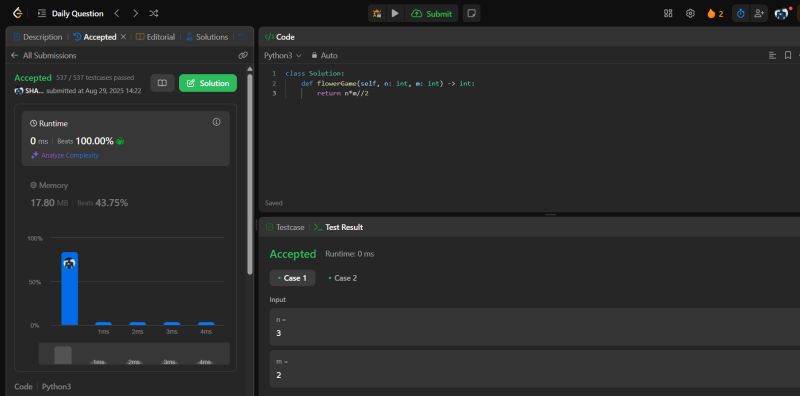 Daily Question
Submit
2
Description
Accepted
Editorial
Solutions
All Submissions
Accepted 537 / 537 testcases passed
SHA... submitted at Aug 29, 2025 14:22
Solution
Runtime
0 ms | Beats 100.00%
Analyze Complexity
Memory
17.80 MB | Beats 43.75%
100%
50%
0%
1ms 2ms 3ms 4ms
1ms 2ms 3ms 4ms
Code | Python3
</> Code
Python3 Auto
1 class Solution:
2 def flowerGame(self, n: int, m: int) -> int:
3 return n*m//2
Saved
Testcase | >_ Test Result
Accepted Runtime: 0 ms
• Case 1 • Case 2
Input
n =
3
m =
2